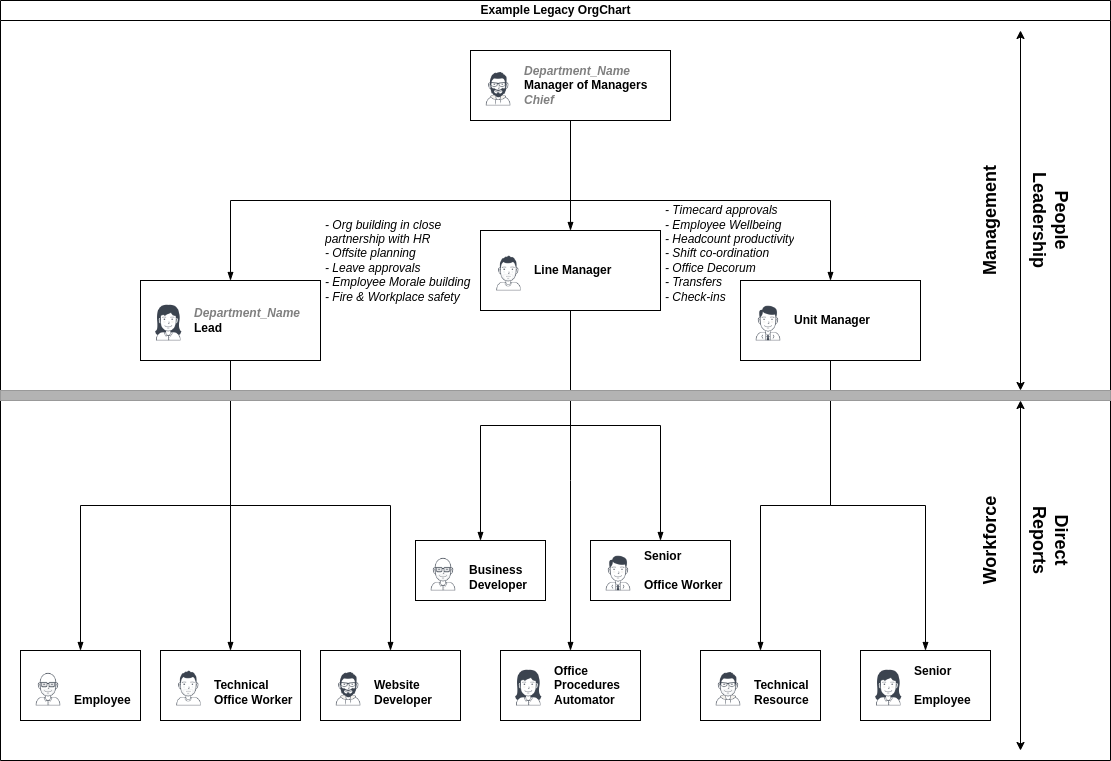 Example Legacy OrgChart
Department_Name
Manager of Managers
Chief
- Org building in close
partnership with HR
- Offsite planning
- Leave approvals
- Employee Morale building
- Fire & Workplace safety
Line Manager
- Timecard approvals
- Employee Wellbeing
- Headcount productivity
- Shift co-ordination
- Office Decorum
- Transfers
- Check-ins
Department_Name
Lead
Unit Manager
Management
People
Leadership
Business
Developer
Senior
Office Worker
Workforce
Direct
Reports
Employee
Technical
Office Worker
Website
Developer
Office
Procedures
Automator
Technical
Resource
Senior
Employee